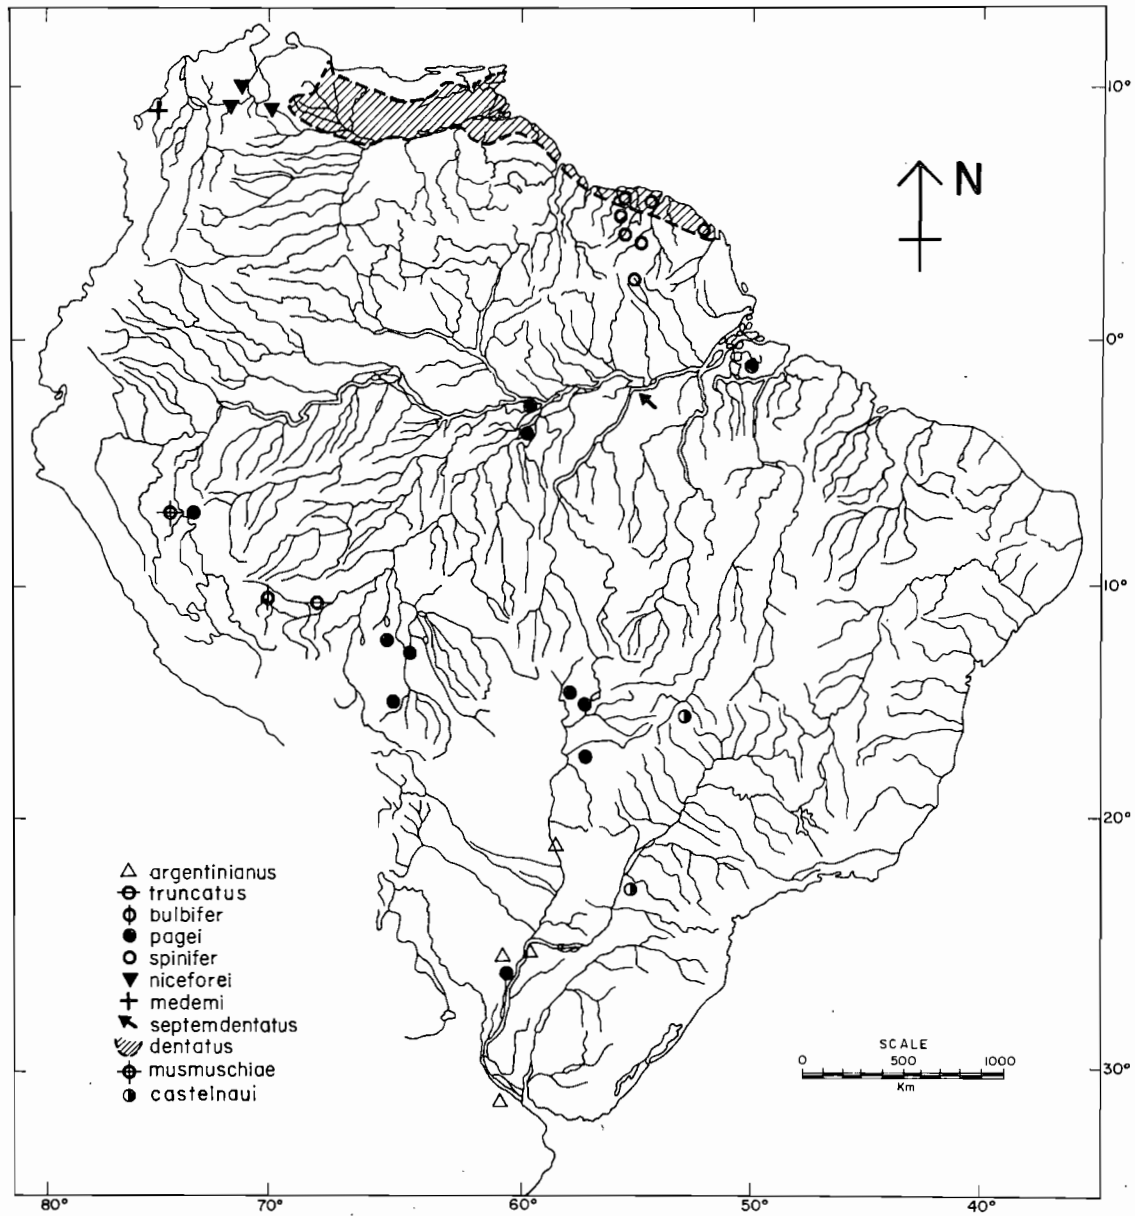 10°
N
0°
10°
20°
argentinianus
truncatus
bulbifer
pagei
spinifer
niceforei
medemi
septemdentatus
dentatus
musmuschiae
castelnaui
SCALE
0 500 1000
Km
30°
80° 70° 60° 50° 40°